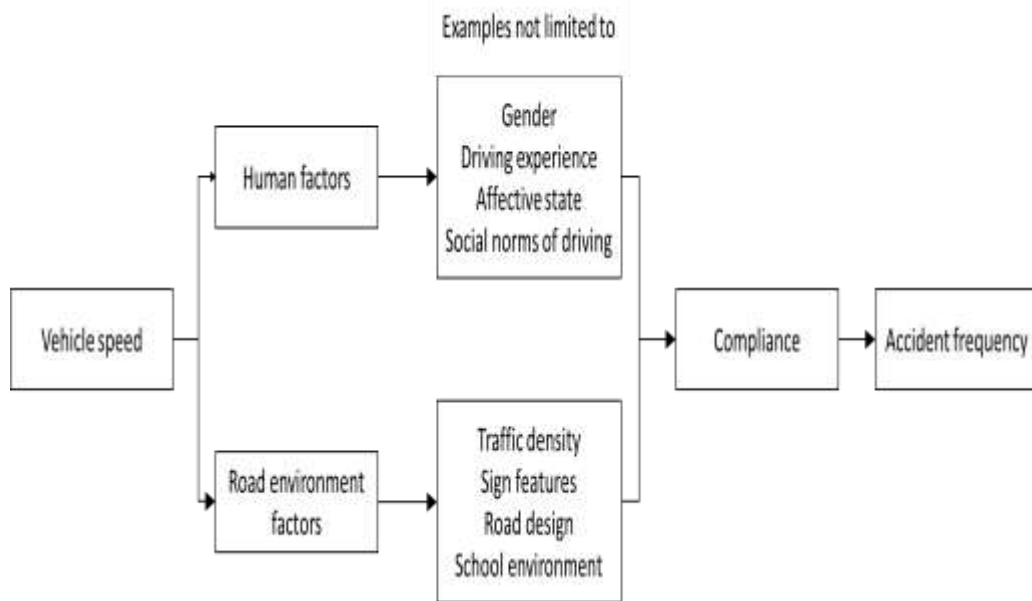 Examples not limited to
Gender
Driving experience
Affective state
Social norms of driving
Human factors
Vehicle speed
Compliance
Accident frequency
Road environment
factors
Traffic density
Sign features
Road design
School environment